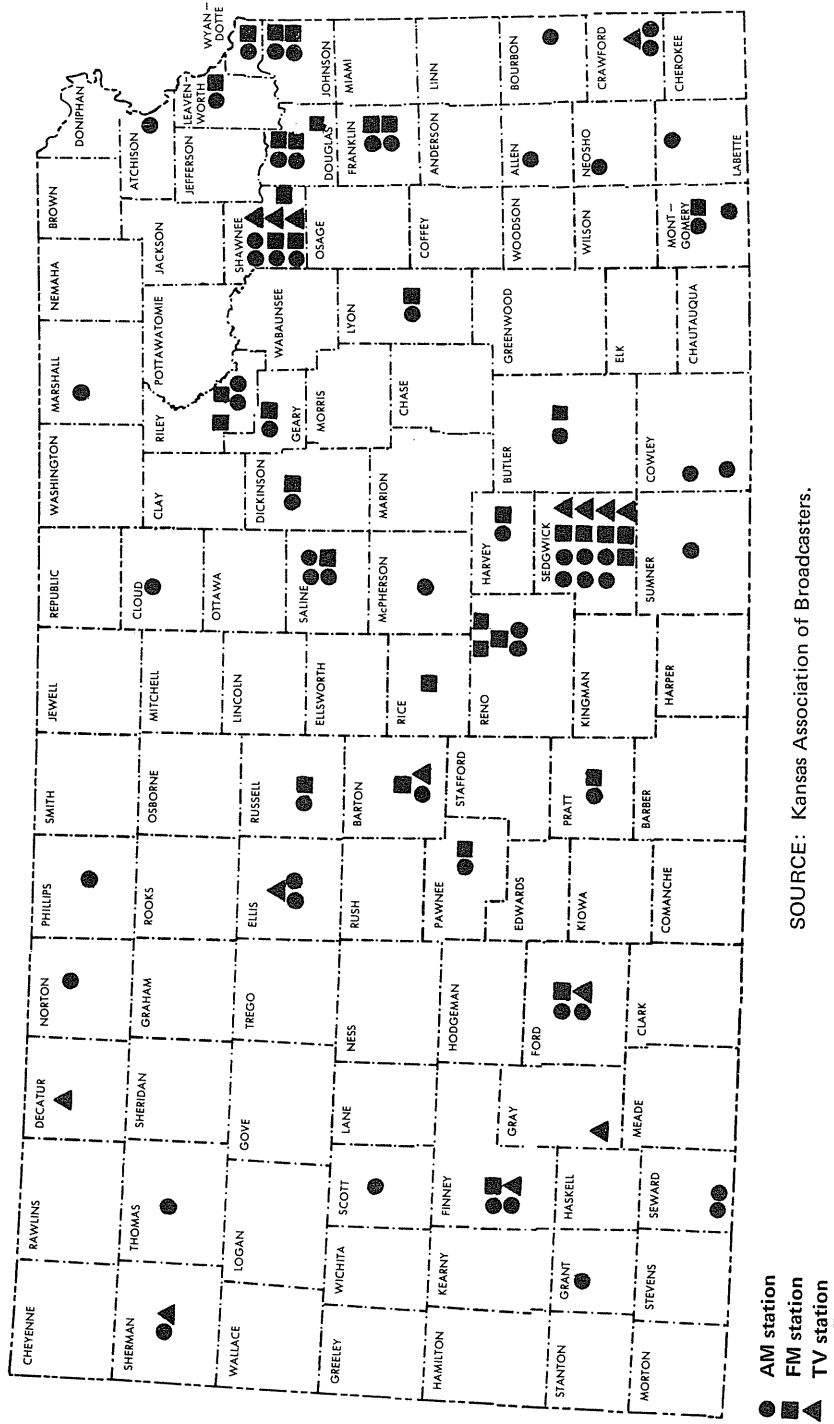 CHEYENNE
RAWLINS
DECATUR
NORTON
PHILLIPS
SMITH
JEWELL
REPUBLIC
WASHINGTON
MARSHALL
NEMAHA
BROWN
DONIPHAN
SHERMAN
THOMAS
SHERIDAN
GRAHAM
ROOKS
OSBORNE
MITCHELL
CLOUD
CLAY
RILEY
POTTAWATOMIE
JACKSON
ATCHISON
JEFFERSON
LEAVEN-
WORTH
WYAN-
DOTTE
WALLACE
LOGAN
GOVE
TREGO
ELLIS
RUSSELL
LINCOLN
OTTAWA
DICKINSON
GEARY
WABAUNSEE
SHAWNEE
DOUGLAS
JOHNSON
GREELEY
WICHITA
SCOTT
LANE
NESS
RUSH
BARTON
ELLSWORTH
SALINE
MORRIS
OSAGE
FRANKLIN
MIAMI
HAMILTON
KEARNY
FINNEY
HODGEMAN
PAWNEE
STAFFORD
RICE
McPHERSON
MARION
CHASE
LYON
COFFEY
ANDERSON
LINN
GRAY
FORD
EDWARDS
RENO
HARVEY
BUTLER
GREENWOOD
WOODSON
ALLEN
BOURBON
STANTON
GRANT
HASKELL
KIOWA
PRATT
KINGMAN
SEDGWICK
ELK
WILSON
NEOSHO
CRAWFORD
MORTON
STEVENS
SEWARD
MEADE
CLARK
COMANCHE
BARBER
HARPER
SUMNER
COWLEY
CHAUTAUQUA
MONT-
GOMERY
LABETTE
CHEROKEE
AM station
FM station
TV station
SOURCE: Kansas Association of Broadcasters.